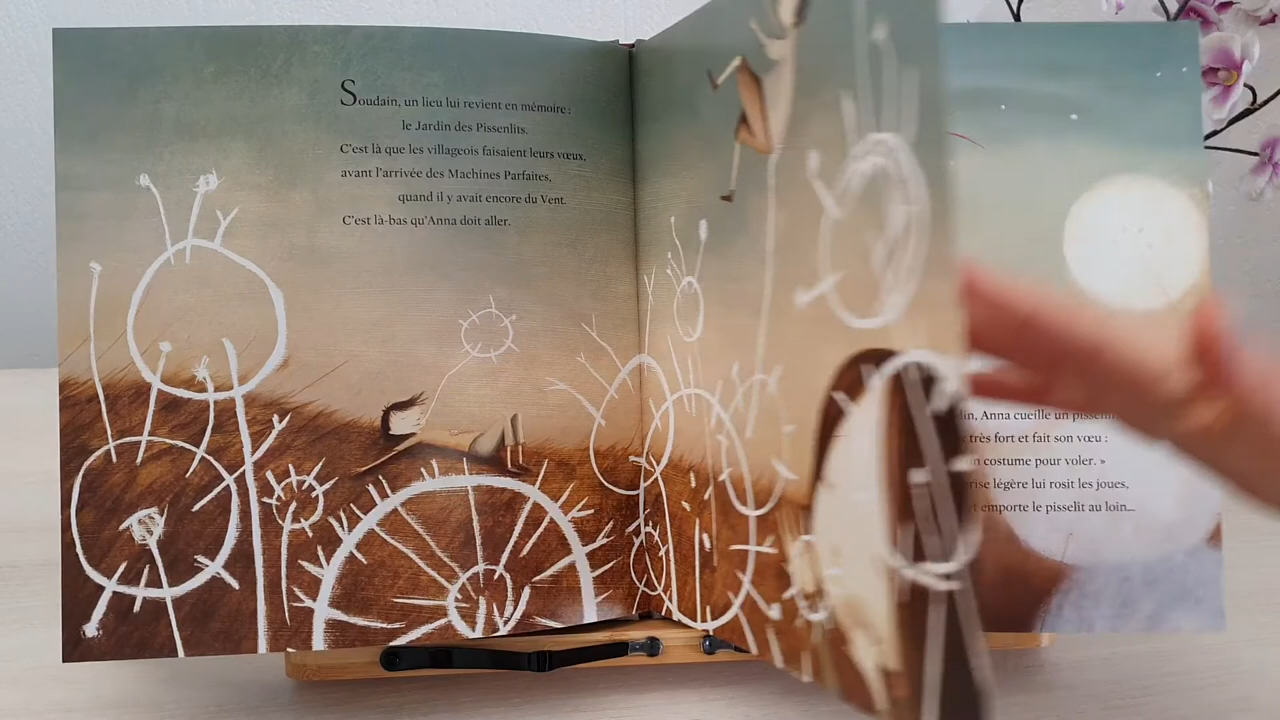 Soudain, un lieu lui revient en mémoire :
le Jardin des Pissenlits.
C'est là que les villageois faisaient leurs vœux,
avant l'arrivée des Machines Parfaites,
quand il y avait encore du Vent.
C'est là-bas qu'Anna doit aller.
Anna cueille un
très fort et fait son vœu :
costume pour voler. »
légère lui rosit les joues,
emporte le pisselit au loin...